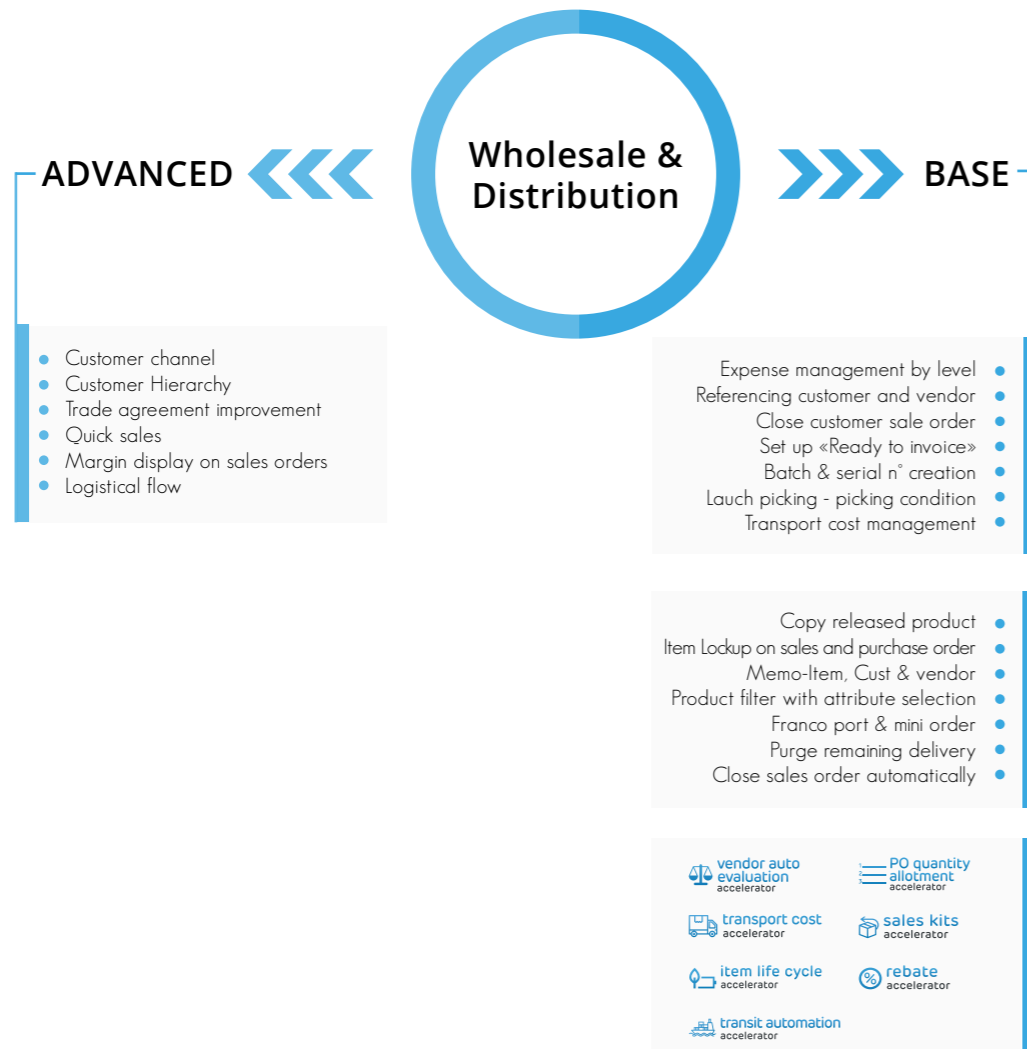 Wholesale &
Distribution
ADVANCED
BASE
Customer channel
Customer Hierarchy
Trade agreement improvement
Quick sales
Margin display on sales orders
Logistical flow
Expense management by level
Referencing customer and vendor
Close customer sale order
Set up «Ready to invoice»
Batch & serial n° creation
Lauch picking - picking condition
Transport cost management
Copy released product
Item Lockup on sales and purchase order
Memo-Item, Cust & vendor
Product filter with attribute selection
Franco port & mini order
Purge remaining delivery
Close sales order automatically
vendor auto
evaluation
accelerator
1
2
3
PO quantity
allotment
accelerator
transport cost
accelerator
sales kits
accelerator
item life cycle
accelerator
%
rebate
accelerator
transit automation
accelerator